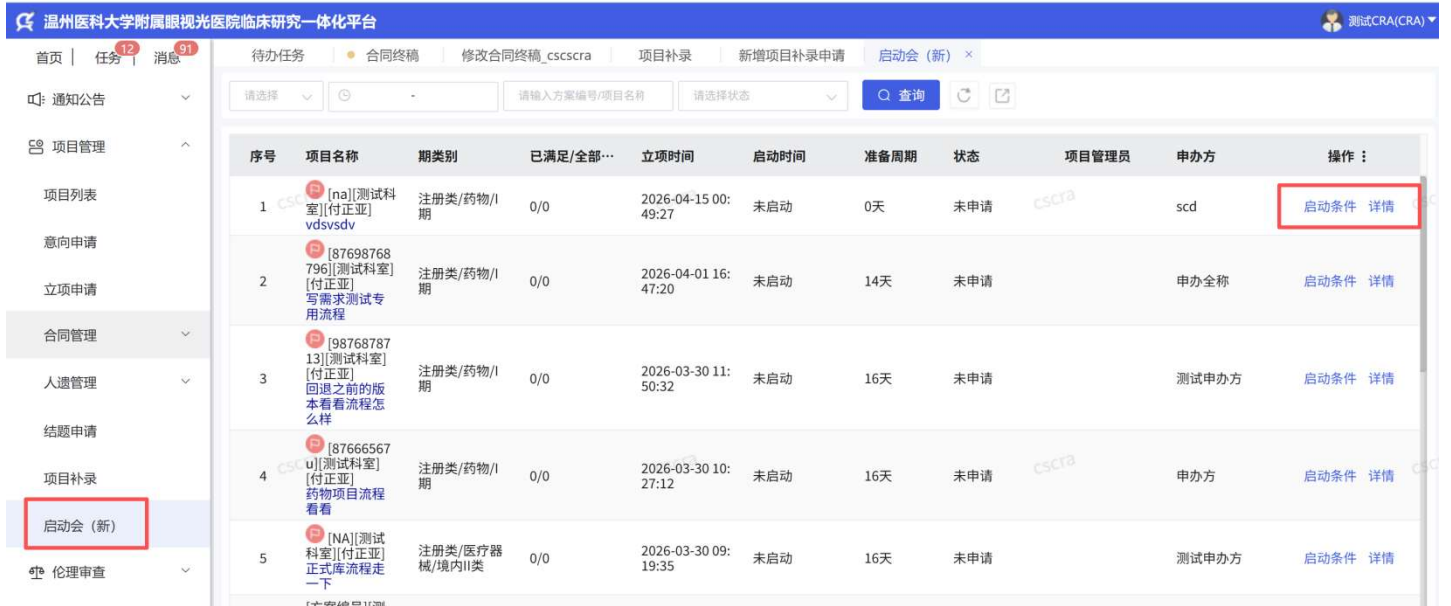 温州医科大学附属眼视光医院临床研究一体化平台
测试CRA(CRA)
首页 任务 12 消息 91
待办任务 合同终稿 修改合同终稿_cscscra 项目补录 新增项目补录申请 启动会（新） ×
通知公告
请选择 - 请输入方案编号/项目名称 请选择状态 查询
项目管理
项目列表
意向申请
立项申请
合同管理
人遗管理
结题申请
项目补录
启动会（新）
伦理审查
序号 项目名称 期类别 已满足/全部… 立项时间 启动时间 准备周期 状态 项目管理员 申办方 操作
1 [na][测试科 注册类/药物/I 0/0 2026-04-15 00: 未启动 0天 未申请 scd 启动条件 详情
室][付正亚] 期 49:27
vdsvsdv
[87698768
2 796][测试科室] 注册类/药物/I 0/0 2026-04-01 16: 未启动 14天 未申请 申办全称 启动条件 详情
[付正亚] 期 47:20
写需求测试专
用流程
[98768787
13][测试科室]
3 [付正亚] 注册类/药物/I 0/0 2026-03-30 11: 未启动 16天 未申请 测试申办方 启动条件 详情
回退之前的版 期 50:32
本看看流程怎
么样
[87666567
u][测试科室]
4 [付正亚] 注册类/药物/I 0/0 2026-03-30 10: 未启动 16天 未申请 申办方 启动条件 详情
药物项目流程 期 27:12
看看
[NA][测试
5 科室][付正亚] 注册类/医疗器 0/0 2026-03-30 09: 未启动 16天 未申请 测试申办方 启动条件 详情
正式库流程走 械/境内II类 19:35
一下
cscra
cscra